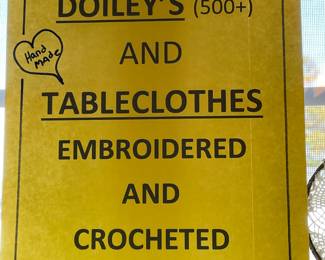 DOILEY'S (500+)
Hand
MADE
AND
TABLECLOTHES
EMBROIDERED
AND
CROCHETED